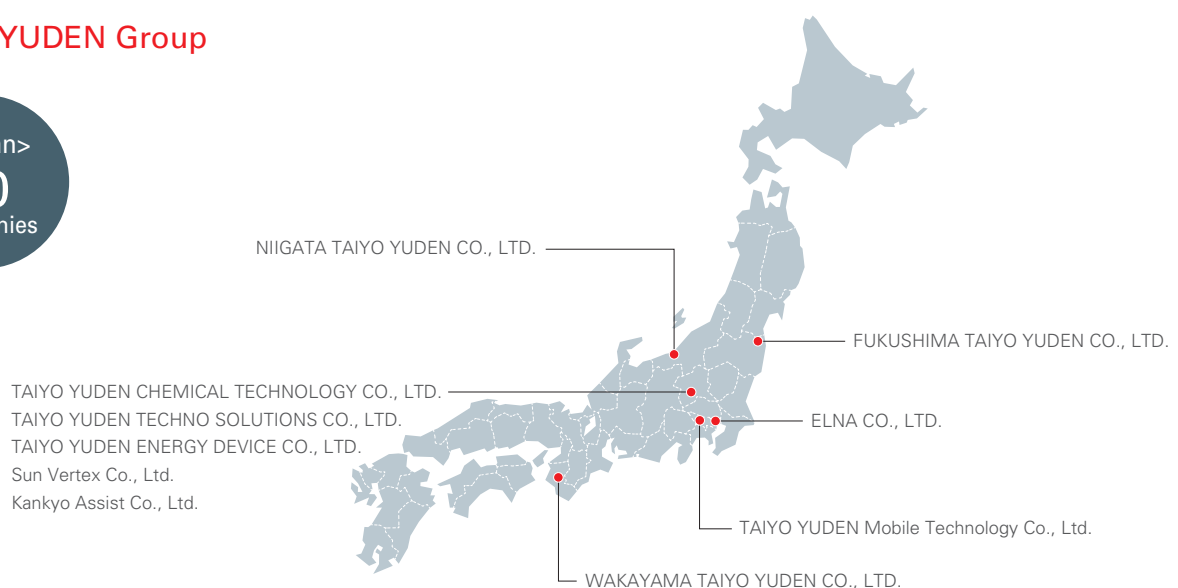 YUDEN Group
NIIGATA TAIYO YUDEN CO., LTD.
FUKUSHIMA TAIYO YUDEN CO., LTD.
TAIYO YUDEN CHEMICAL TECHNOLOGY CO., LTD.
TAIYO YUDEN TECHNO SOLUTIONS CO., LTD.
TAIYO YUDEN ENERGY DEVICE CO., LTD.
Sun Vertex Co., Ltd.
Kankyo Assist Co., Ltd.
ELNA CO., LTD.
TAIYO YUDEN Mobile Technology Co., Ltd.
WAKAYAMA TAIYO YUDEN CO., LTD.